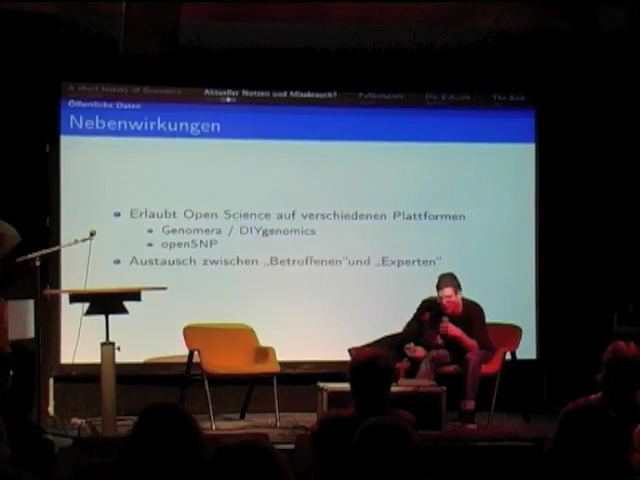 A short history of Genomics Aktueller Nutzen und Missbrauch? Fallbeispiele Die Zukunft The End
Öffentliche Daten
Nebenwirkungen
Erlaubt Open Science auf verschiedenen Plattformen
Genomera / DIYgenomics
openSNP
Austausch zwischen „Betroffenen"und „Experten"